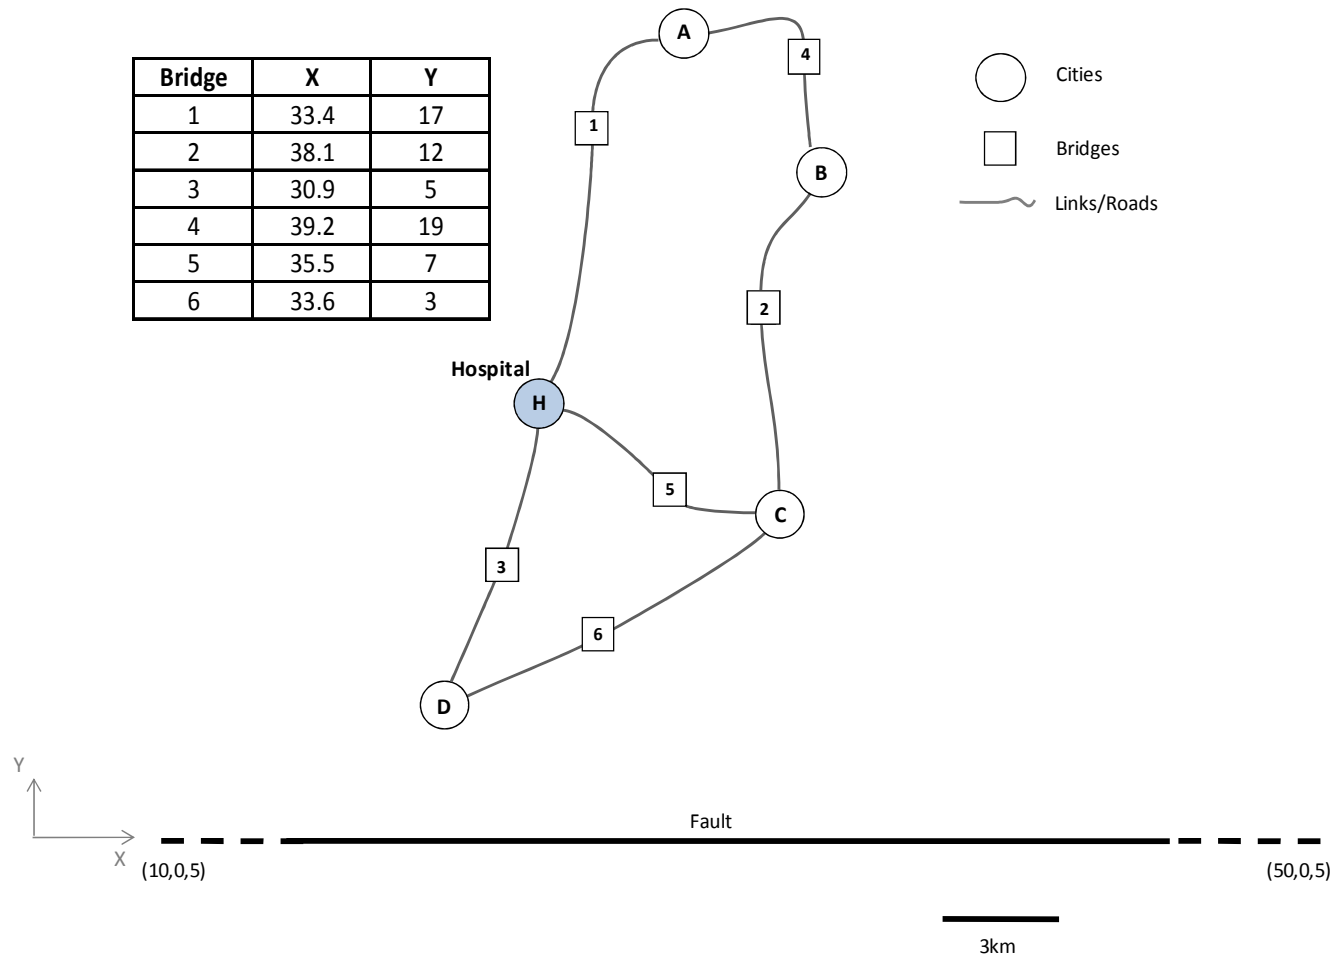 A
4
Bridge X Y
1 33.4 17
2 38.1 12
3 30.9 5
4 39.2 19
5 35.5 7
6 33.6 3
Cities
1
Bridges
B
Links/Roads
2
Hospital
H
5
C
3
6
D
Y
X
Fault
(10,0,5)
(50,0,5)
3km